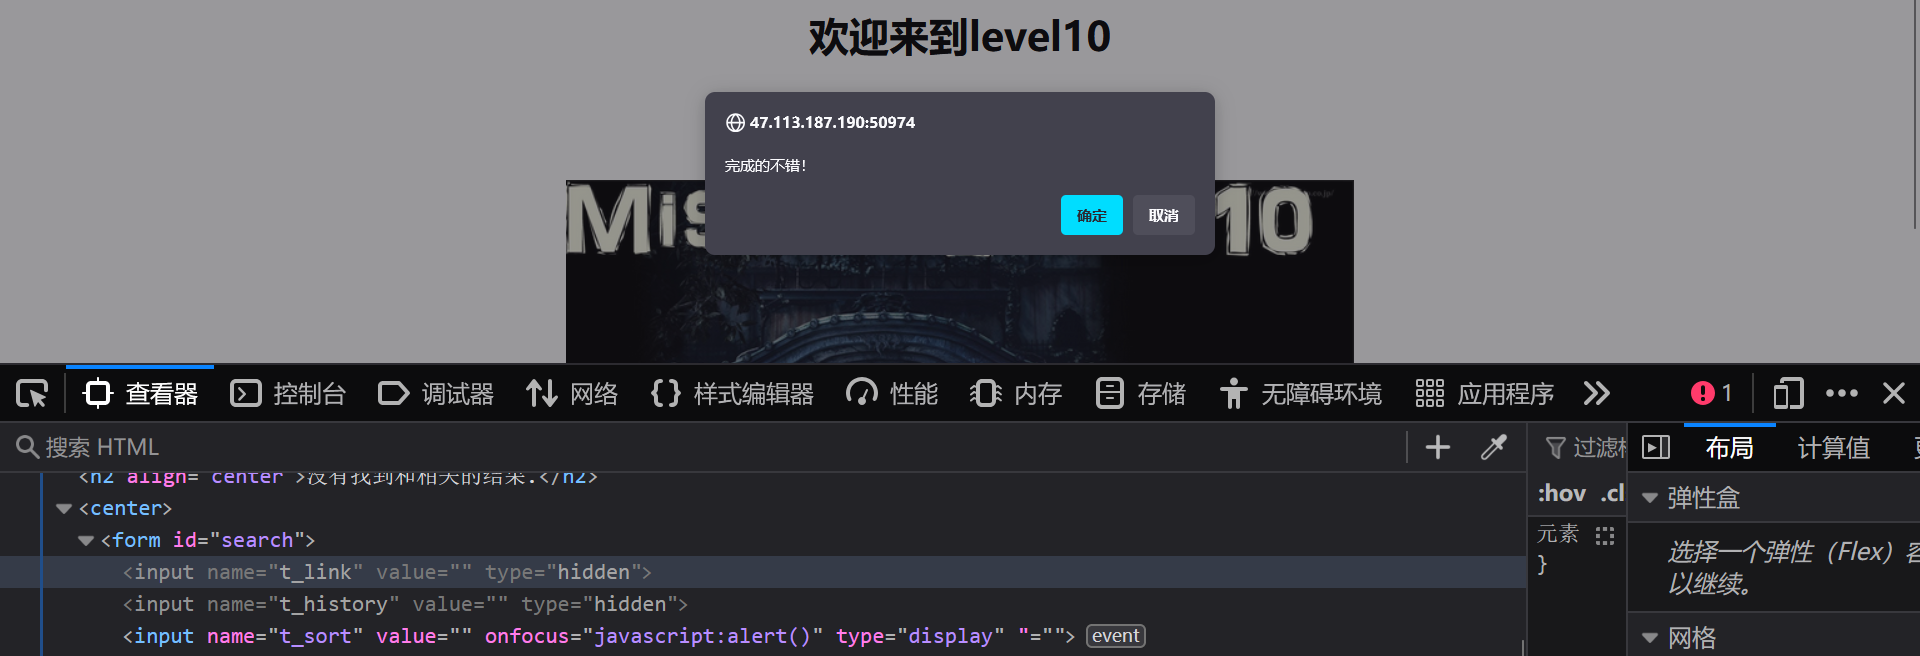 欢迎来到level10
47.113.187.190:50974
完成的不错!
确定 取消
Mis 10
查看器 控制台 调试器 网络 样式编辑器 性能 内存 存储 无障碍环境 应用程序 1
搜索 HTML 过滤 布局 计算值
<h2 align="center">没有找到和相关的结果.</h2>
:hov .cl 弹性盒
<center>
元素
<form id="search">
选择一个弹性（Flex）容
}
<input name="t_link" value="" type="hidden">
以继续。
<input name="t_history" value="" type="hidden">
<input name="t_sort" value="" onfocus="javascript:alert()" type="display" "=""> event
网格